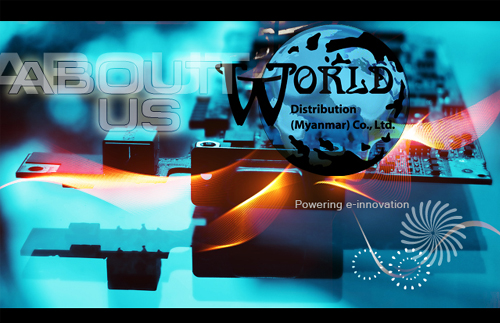 ABOUT
US
WORLD
Distribution
(Myanmar) Co., Ltd.
Powering e-innovation